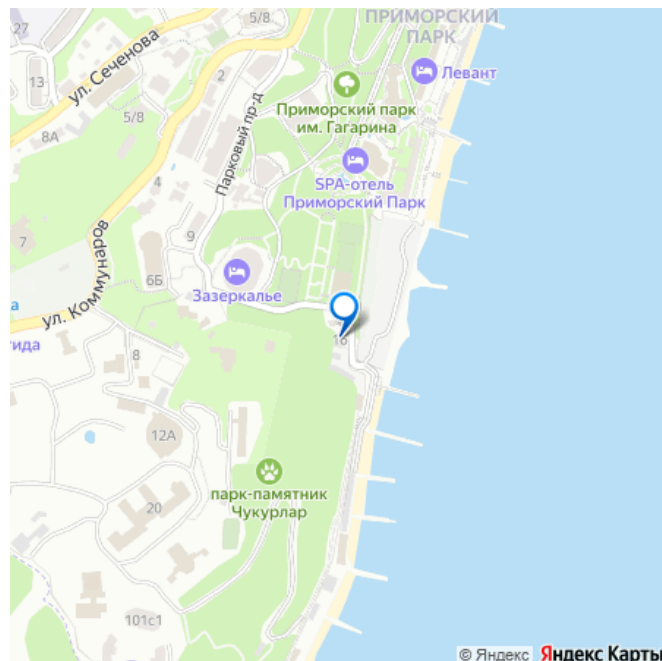 ПРИМОРСКИЙ
ПАРК
27
5/8
13
ул. Сеченова
2
Левант
5/8
Приморский парк
им. Гагарина
8А
Парковый пр-д
4
SPA-отель
Приморский Парк
7
9
6Б
Зазеркалье
а
ул. Коммунаров
гида
18
8
12А
парк-памятник
Чукурлар
20
101с1
© Яндекс Яндекс Карты